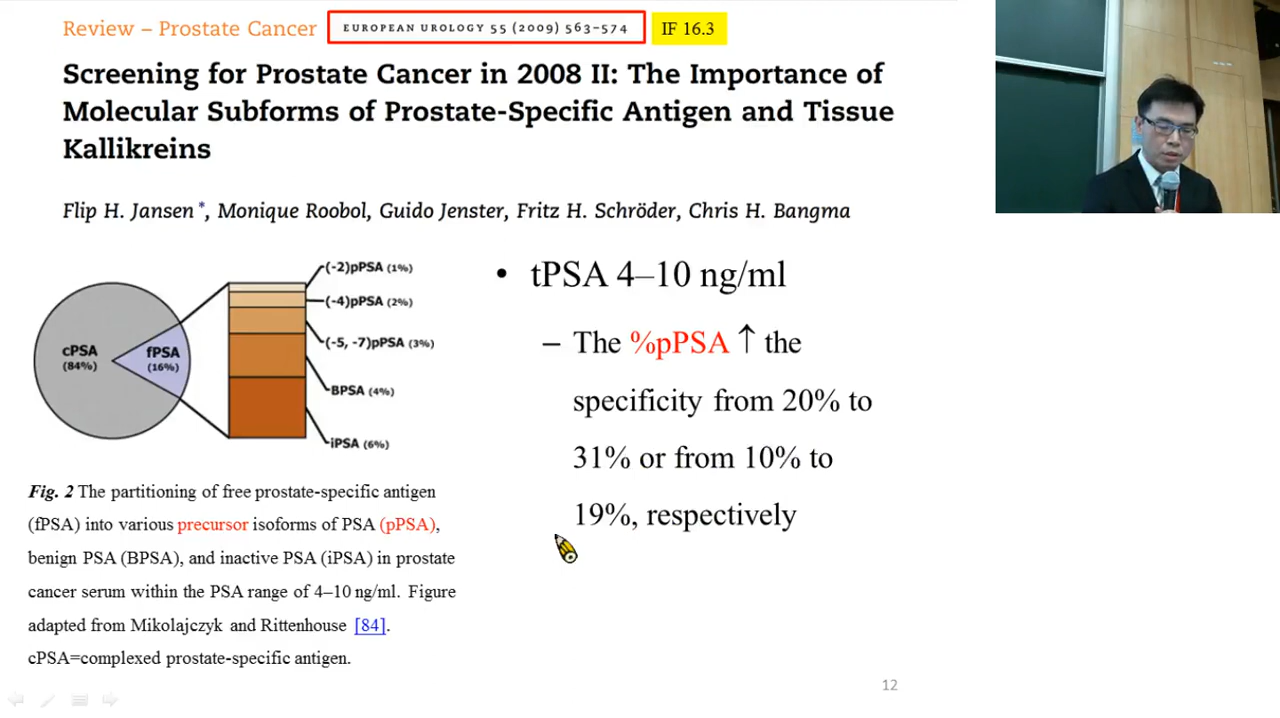 Review – Prostate Cancer
EUROPEAN UROLOGY 55 (2009) 563–574
IF 16.3
Screening for Prostate Cancer in 2008 II: The Importance of
Molecular Subforms of Prostate-Specific Antigen and Tissue
Kallikreins
Flip H. Jansen *, Monique Roobol, Guido Jenster, Fritz H. Schröder, Chris H. Bangma
cPSA
(84%)
fPSA
(16%)
(-2)pPSA (1%)
(-4)pPSA (2%)
(-5, -7)pPSA (3%)
BPSA (4%)
iPSA (6%)
Fig. 2 The partitioning of free prostate-specific antigen
(fPSA) into various precursor isoforms of PSA (pPSA),
benign PSA (BPSA), and inactive PSA (iPSA) in prostate
cancer serum within the PSA range of 4–10 ng/ml. Figure
adapted from Mikolajczyk and Rittenhouse [84].
cPSA=complexed prostate-specific antigen.
• tPSA 4–10 ng/ml
– The %pPSA ↑ the
specificity from 20% to
31% or from 10% to
19%, respectively
12